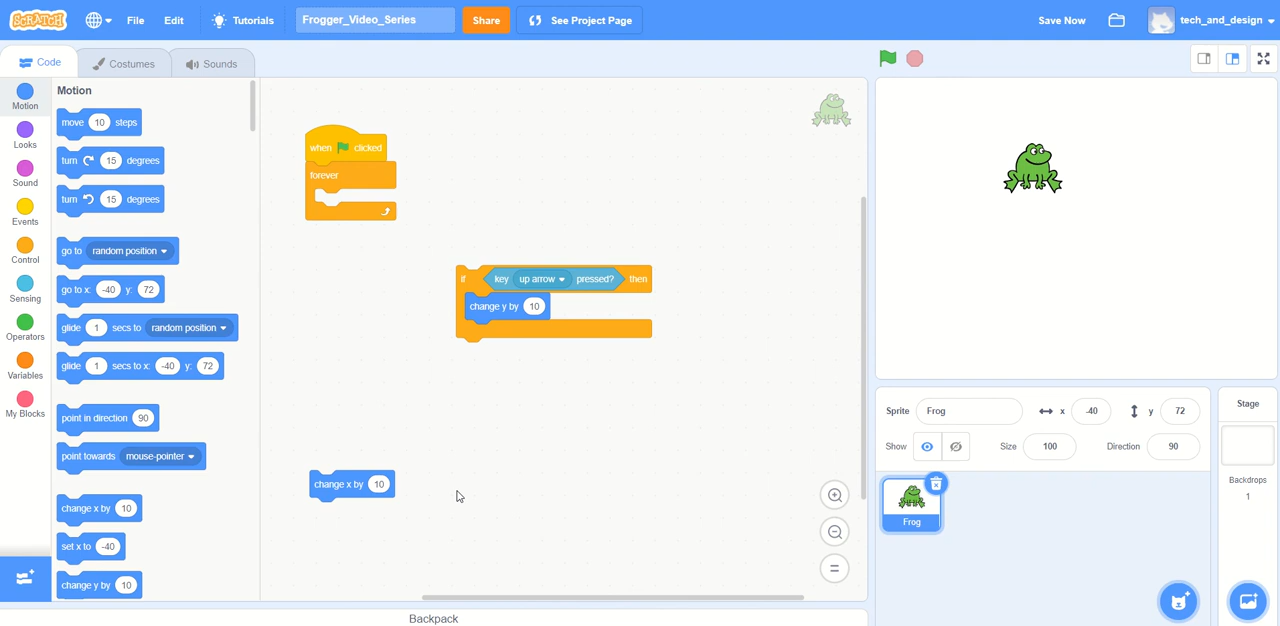 SCRATCH File Edit Tutorials Frogger_Video_Series Share See Project Page Save Now tech_and_design
Code Costumes Sounds
Motion
Looks
Sound
Events
Control
Sensing
Operators
Variables
My Blocks
Motion
move 10 steps
turn 15 degrees
turn 15 degrees
go to random position
go to x: -40 y: 72
glide 1 secs to random position
glide 1 secs to x: -40 y: 72
point in direction 90
point towards mouse-pointer
change x by 10
set x to -40
change y by 10
when clicked
forever
if key up arrow pressed? then
change y by 10
change x by 10
Backpack
Sprite Frog x -40 y 72
Show Size 100 Direction 90
Frog
Stage
Backdrops
1